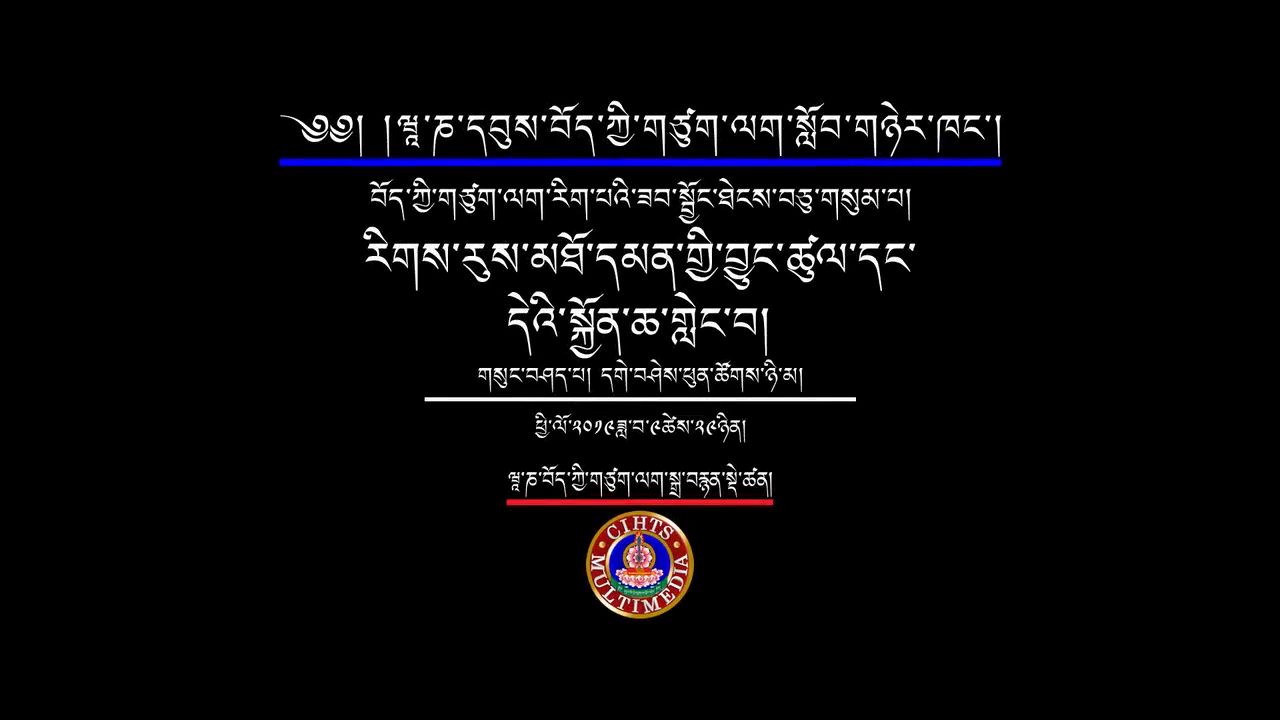 ༄༅། །ཝཱ་ཎ་དབུས་བོད་ཀྱི་གཙུག་ལག་སློབ་གཉེར་ཁང་།
བོད་ཀྱི་གཙུག་ལག་རིག་པའི་ཟབ་སྦྱོང་ཐེངས་བཅུ་གསུམ་པ།
རིགས་རུས་མཐོ་དམན་གྱི་བྱུང་ཚུལ་དང་
དེའི་སྐྱོན་ཆ་གླེང་བ།
གསུང་བཤད་པ། དགེ་བཤེས་ཕུན་ཚོགས་ཉི་མ།
ཕྱི་ལོ་༢༠༡༩ཟླ་བ་༩ཚེས་༢༩ཉིན།
ཝཱ་ཎ་བོད་ཀྱི་གཙུག་ལག་སྒྲ་བརྙན་སྡེ་ཚན།
CIHTS
MULTIMEDIA